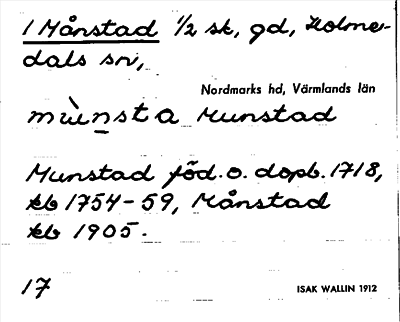 1 Månstad 1/2 sk, gd, Holme-
dals sn,
Nordmarks hd, Värmlands län
mùnsta Munstad
Munstad föd. o. dopb. 1718,
kb 1754-59, Månstad
kb 1905.
17
ISAK WALLIN 1912